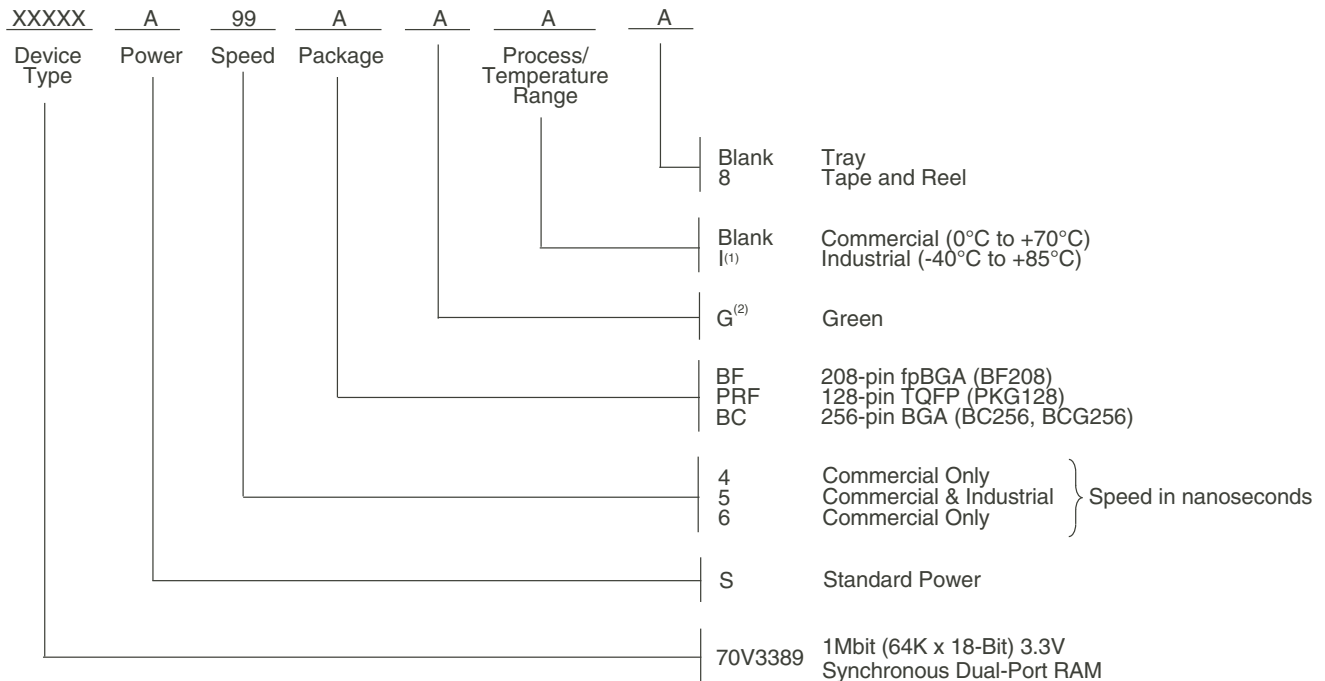 XXXXX A 99 A A A A
Device Type Power Speed Package Process/ Temperature Range
Blank Tray
8 Tape and Reel
Blank Commercial (0°C to +70°C)
I(1) Industrial (-40°C to +85°C)
G(2) Green
BF 208-pin fpBGA (BF208)
PRF 128-pin TQFP (PKG128)
BC 256-pin BGA (BC256, BCG256)
4 Commercial Only
5 Commercial & Industrial Speed in nanoseconds
6 Commercial Only
S Standard Power
70V3389 1Mbit (64K x 18-Bit) 3.3V
Synchronous Dual-Port RAM